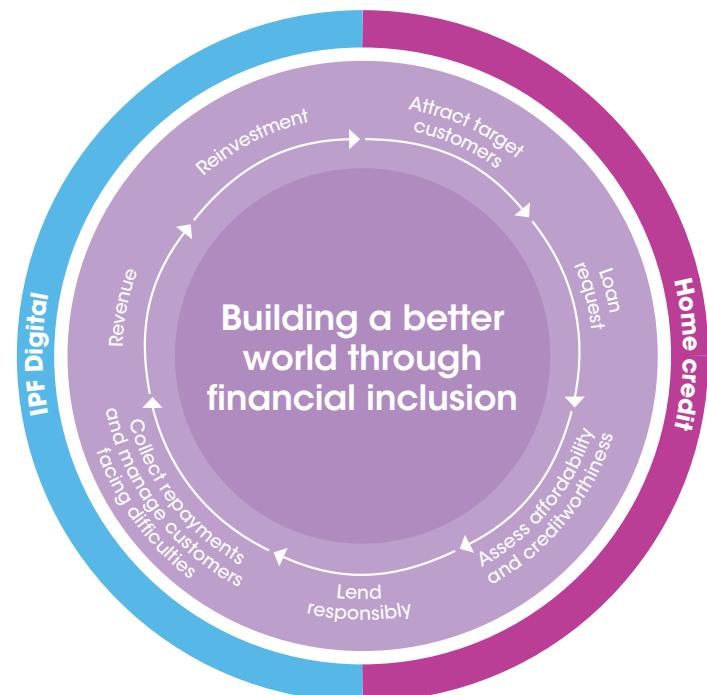 Building a better
world through
financial inclusion
Attract target
customers
Loan
request
Assess affordability
and creditworthiness
Lend
responsibly
Collect repayments
and manage customers
facing difficulties
Revenue
Reinvestment
IPF Digital
Home credit